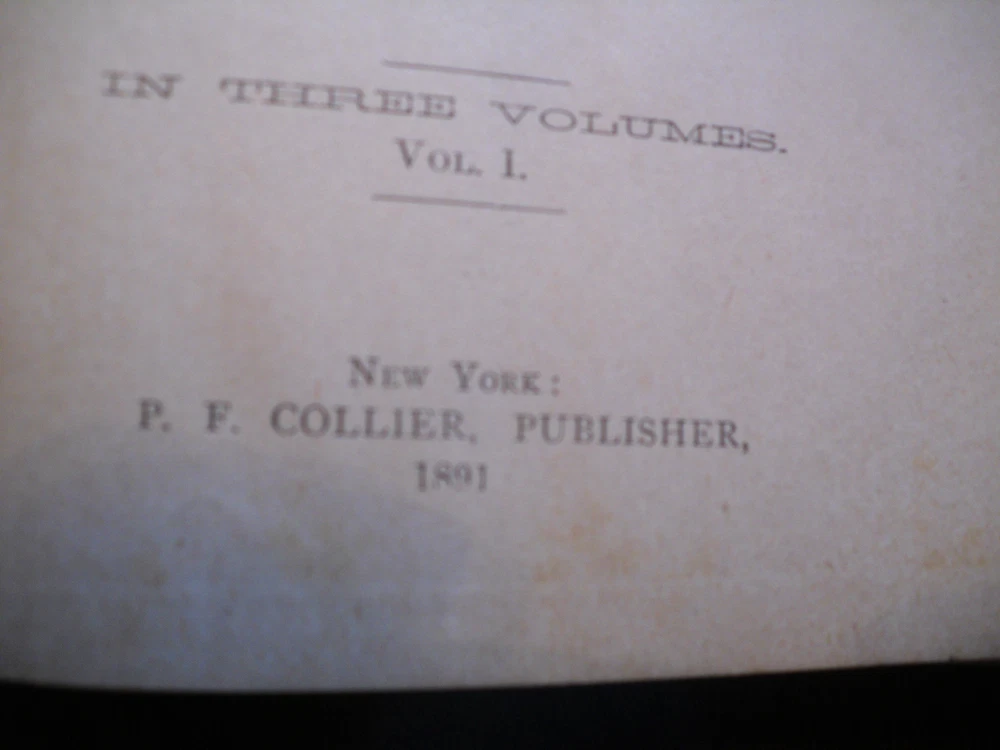 IN THREE VOLUMES.
VOL. I.
NEW YORK:
P. F. COLLIER, PUBLISHER,
1891